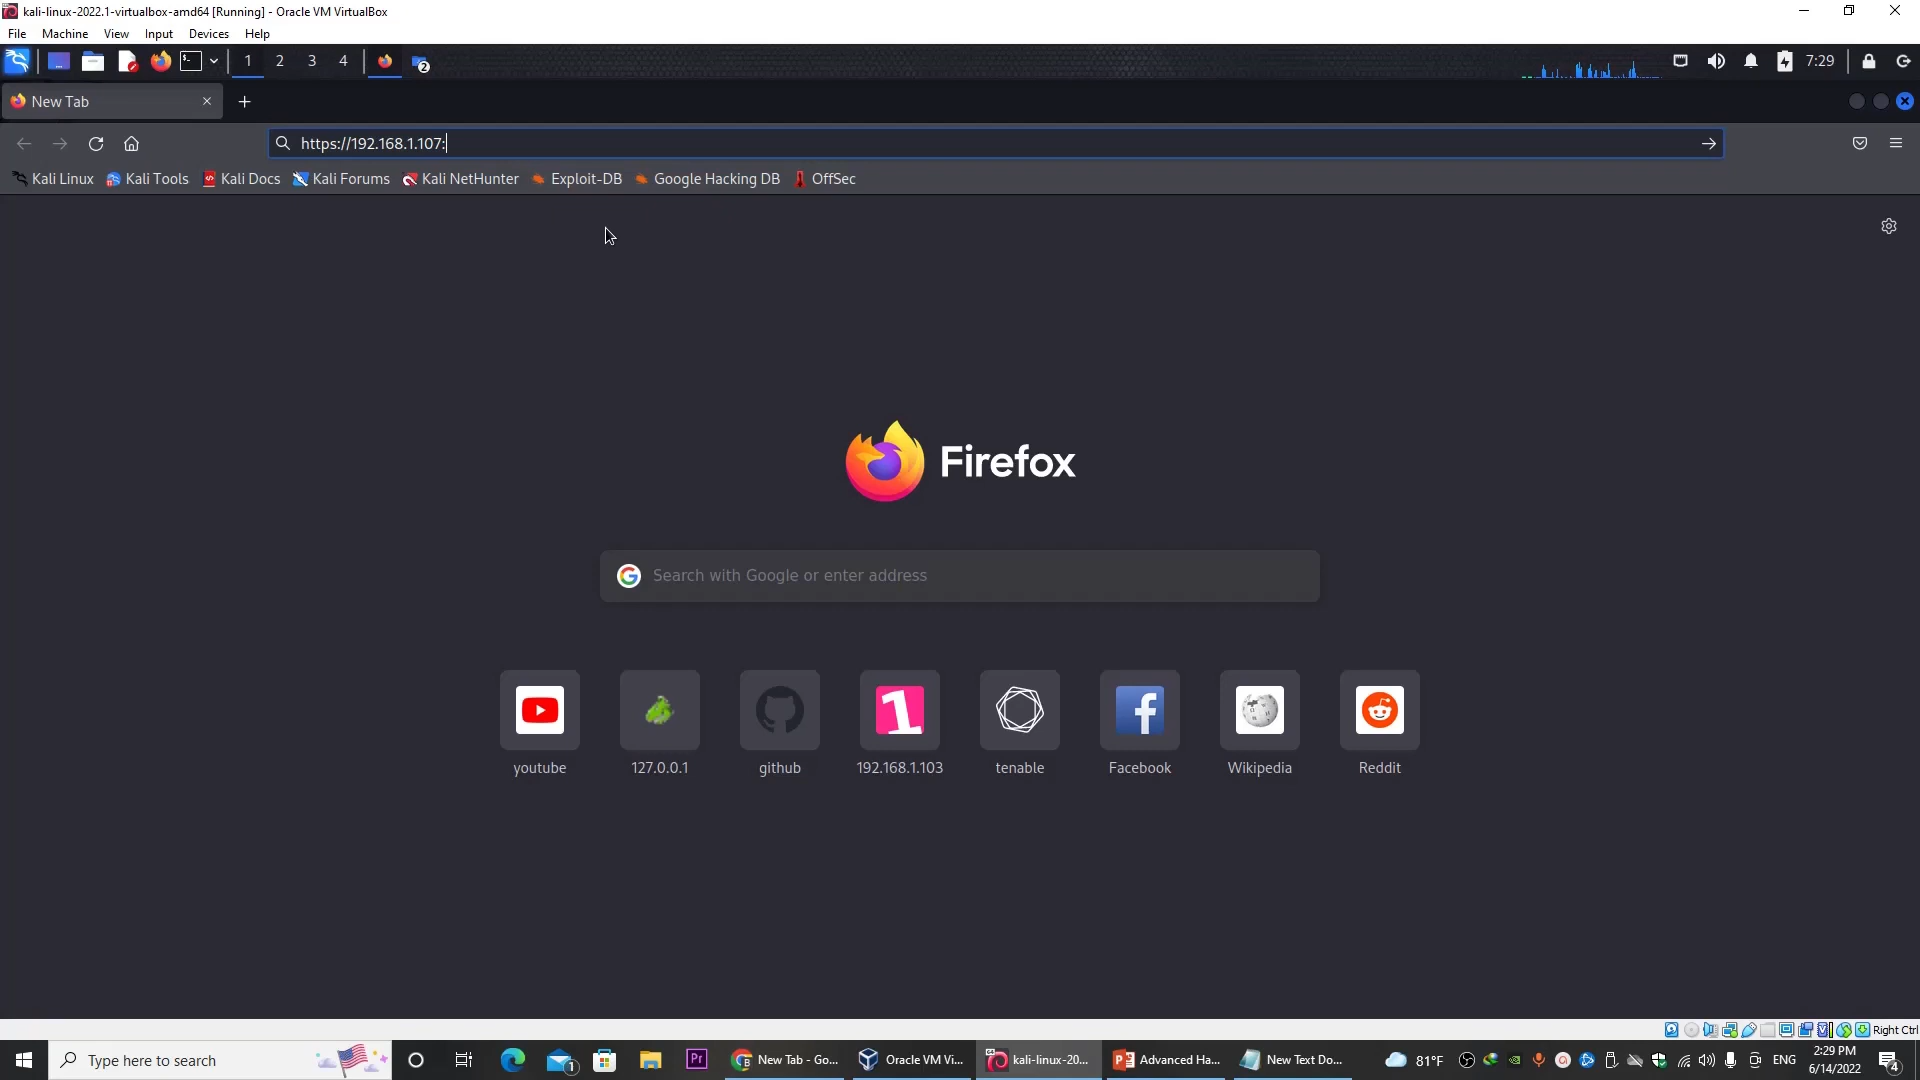 kali-linux-2022.1-virtualbox-amd64 [Running] - Oracle VM VirtualBox
File Machine View Input Devices Help
1 2 3 4 2 7:29
New Tab
https://192.168.1.107:
Kali Linux Kali Tools Kali Docs Kali Forums Kali NetHunter Exploit-DB Google Hacking DB OffSec
Firefox
Search with Google or enter address
youtube 127.0.0.1 github 192.168.1.103 tenable Facebook Wikipedia Reddit
Right Ctrl
Type here to search 1 Pr New Tab - Go... Oracle VM Vi... kali-linux-20... Advanced Ha... New Text Do... 81°F ENG 2:29 PM 4
6/14/2022